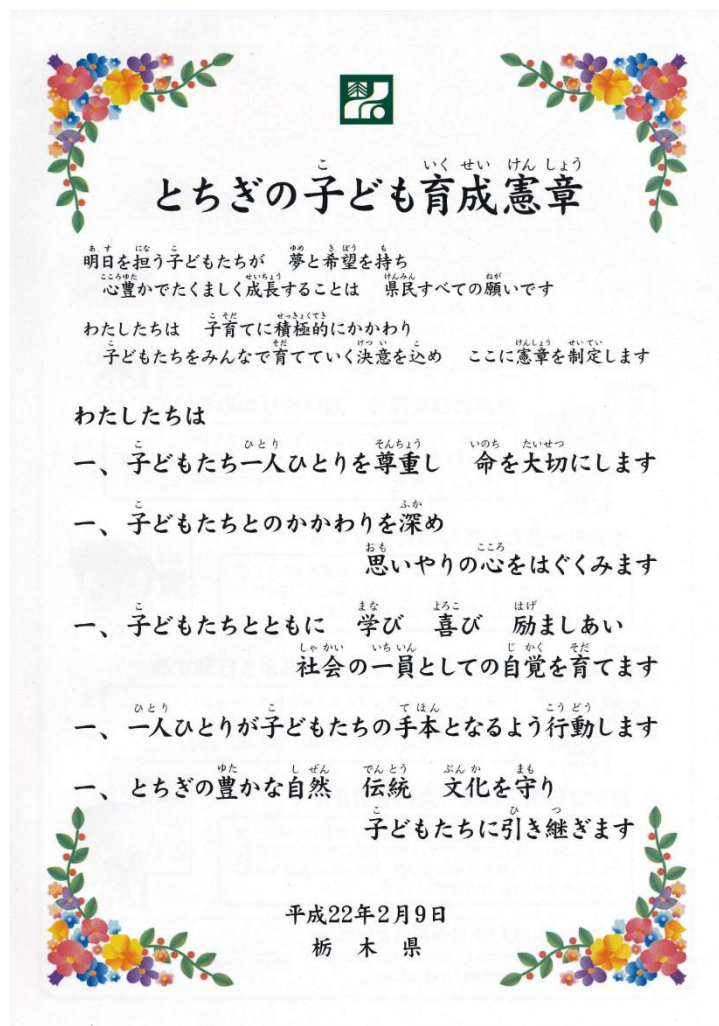 とちぎの子ども育成憲章
明日を担う子どもたちが　夢と希望を持ち
心豊かでたくましく成長することは　県民すべての願いです
わたしたちは　子育てに積極的にかかわり
子どもたちをみんなで育てていく決意を込め　ここに憲章を制定します
わたしたちは
一、子どもたち一人ひとりを尊重し　命を大切にします
一、子どもたちとのかかわりを深め
思いやりの心をはぐくみます
一、子どもたちとともに　学び　喜び　励ましあい
社会の一員としての自覚を育てます
一、一人ひとりが子どもたちの手本となるよう行動します
一、とちぎの豊かな自然　伝統　文化を守り
子どもたちに引き継ぎます
平成22年2月9日
栃　木　県